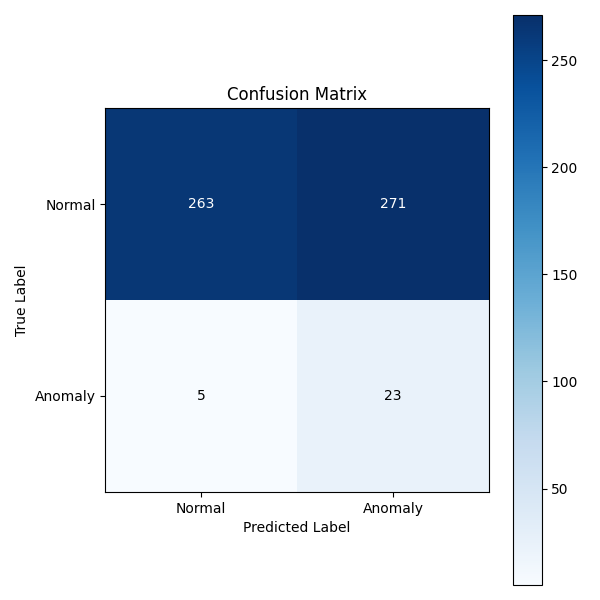 Confusion Matrix
250
200
150
100
50
Normal
263
271
Anomaly
5
23
True Label
Normal
Anomaly
Predicted Label